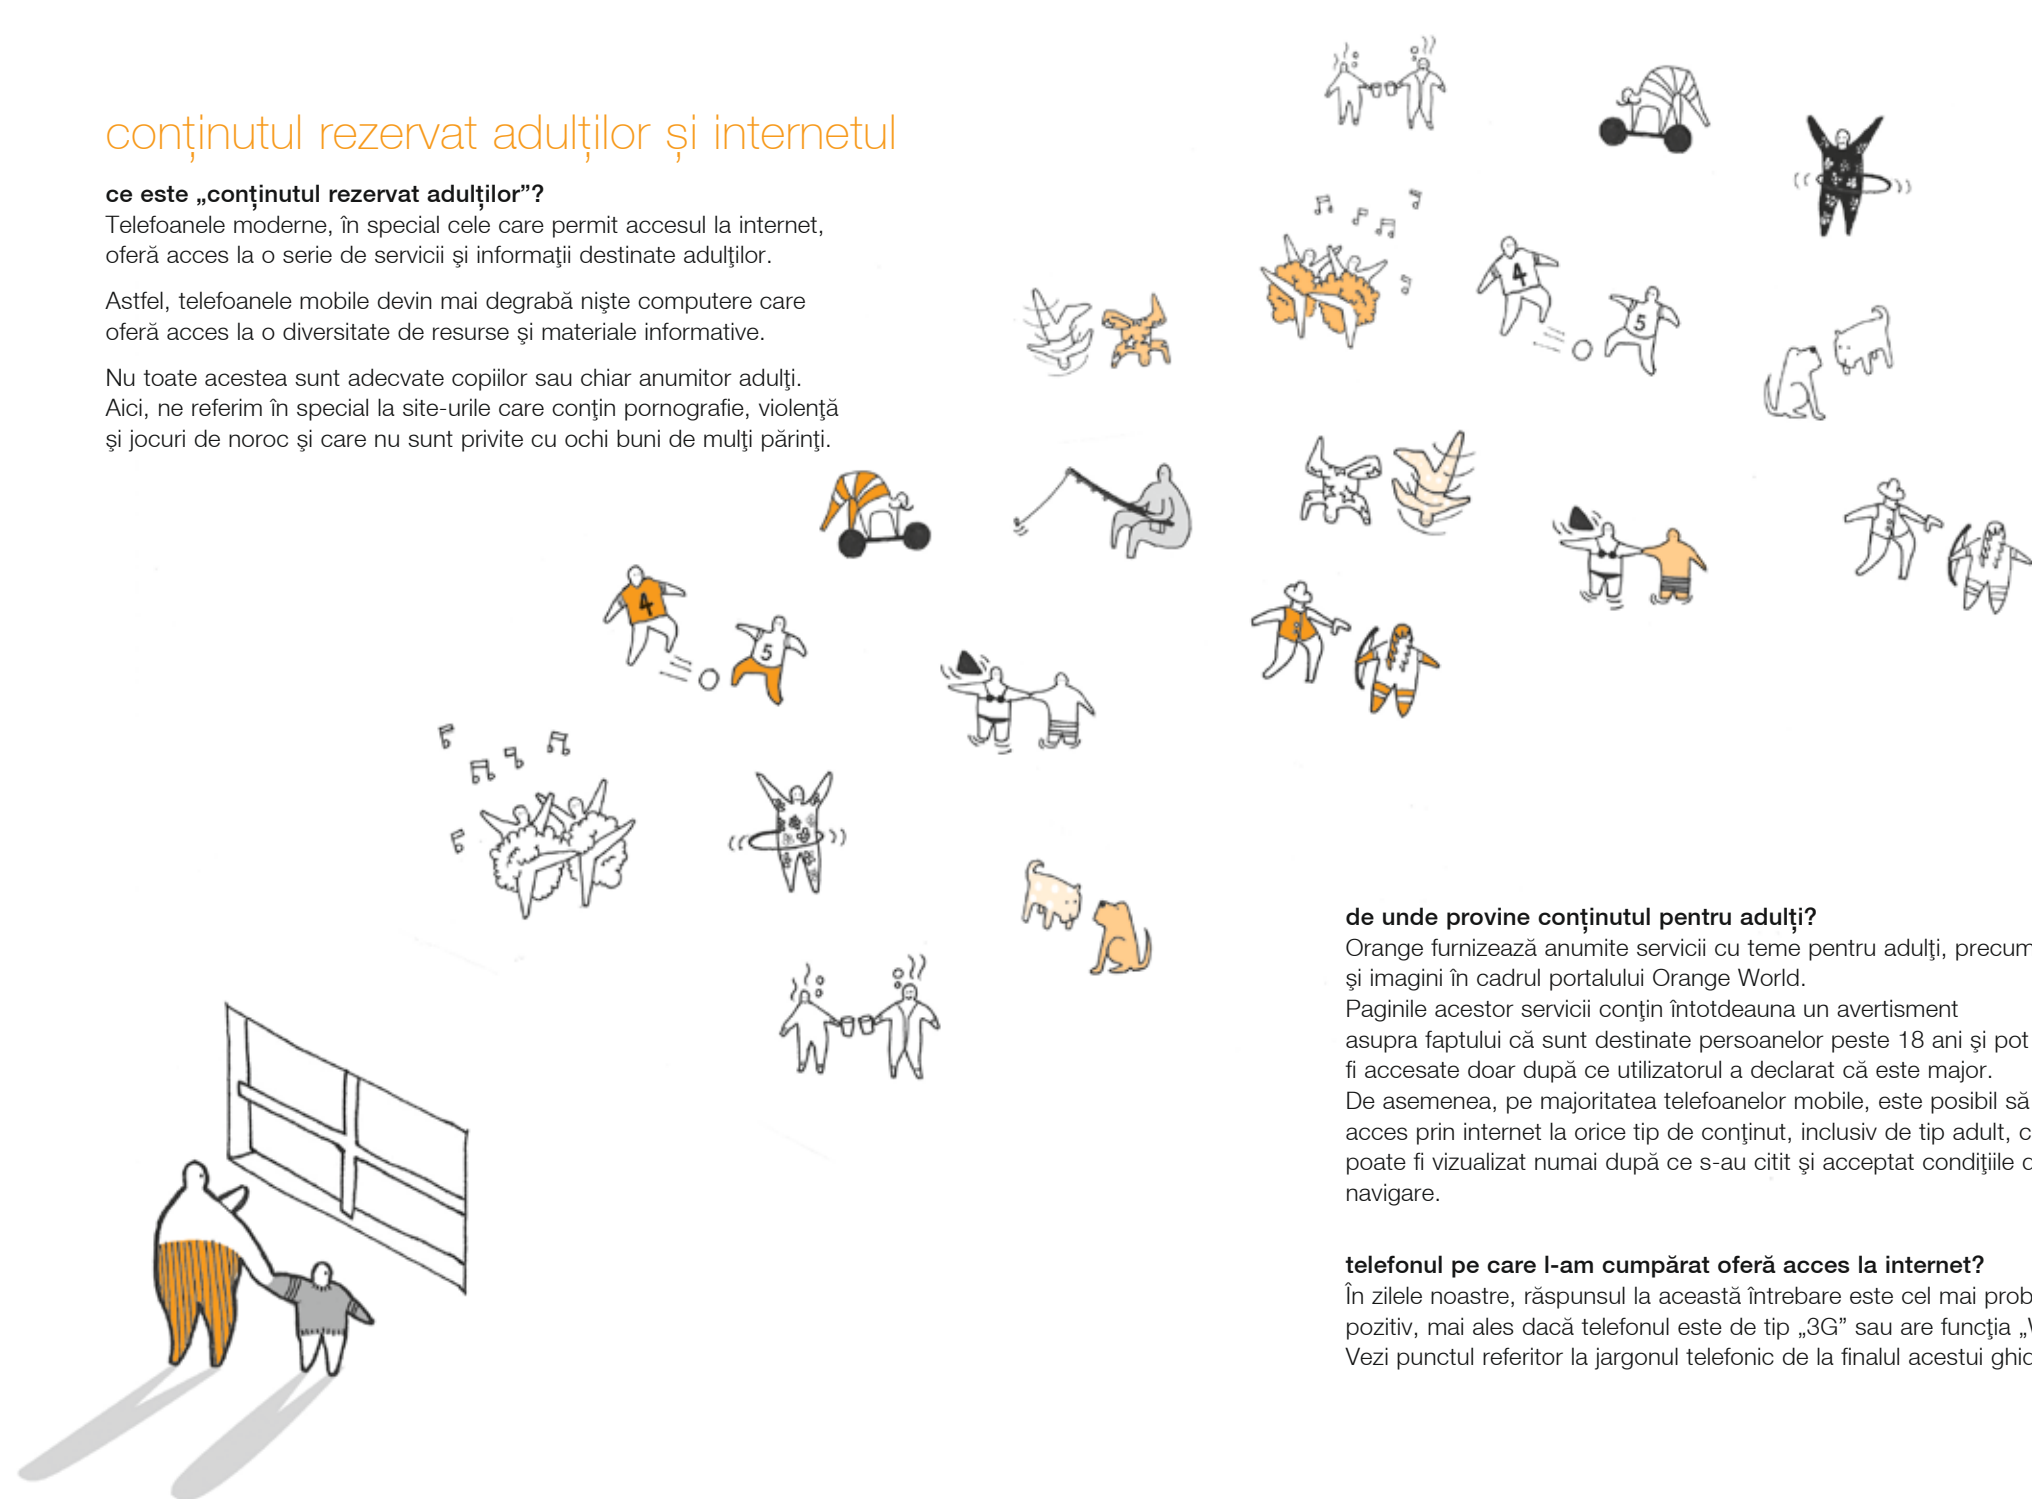 conținutul rezervat adulților și internetul
ce este „conținutul rezervat adulților”?
Telefoanele moderne, în special cele care permit accesul la internet,
oferă acces la o serie de servicii şi informaţii destinate adulţilor.
Astfel, telefoanele mobile devin mai degrabă nişte computere care
oferă acces la o diversitate de resurse şi materiale informative.
Nu toate acestea sunt adecvate copiilor sau chiar anumitor adulţi.
Aici, ne referim în special la site-urile care conţin pornografie, violenţă
şi jocuri de noroc şi care nu sunt privite cu ochi buni de mulţi părinţi.
4
5
4
5
de unde provine conținutul pentru adulți?
Orange furnizează anumite servicii cu teme pentru adulţi, precum
şi imagini în cadrul portalului Orange World.
Paginile acestor servicii conţin întotdeauna un avertisment
asupra faptului că sunt destinate persoanelor peste 18 ani şi pot
fi accesate doar după ce utilizatorul a declarat că este major.
De asemenea, pe majoritatea telefoanelor mobile, este posibil să
acces prin internet la orice tip de conţinut, inclusiv de tip adult,
poate fi vizualizat numai după ce s-au citit şi acceptat condiţiile
navigare.
telefonul pe care l-am cumpărat oferă acces la internet?
În zilele noastre, răspunsul la această întrebare este cel mai
pozitiv, mai ales dacă telefonul este de tip „3G” sau are funcţia
Vezi punctul referitor la jargonul telefonic de la finalul acestui